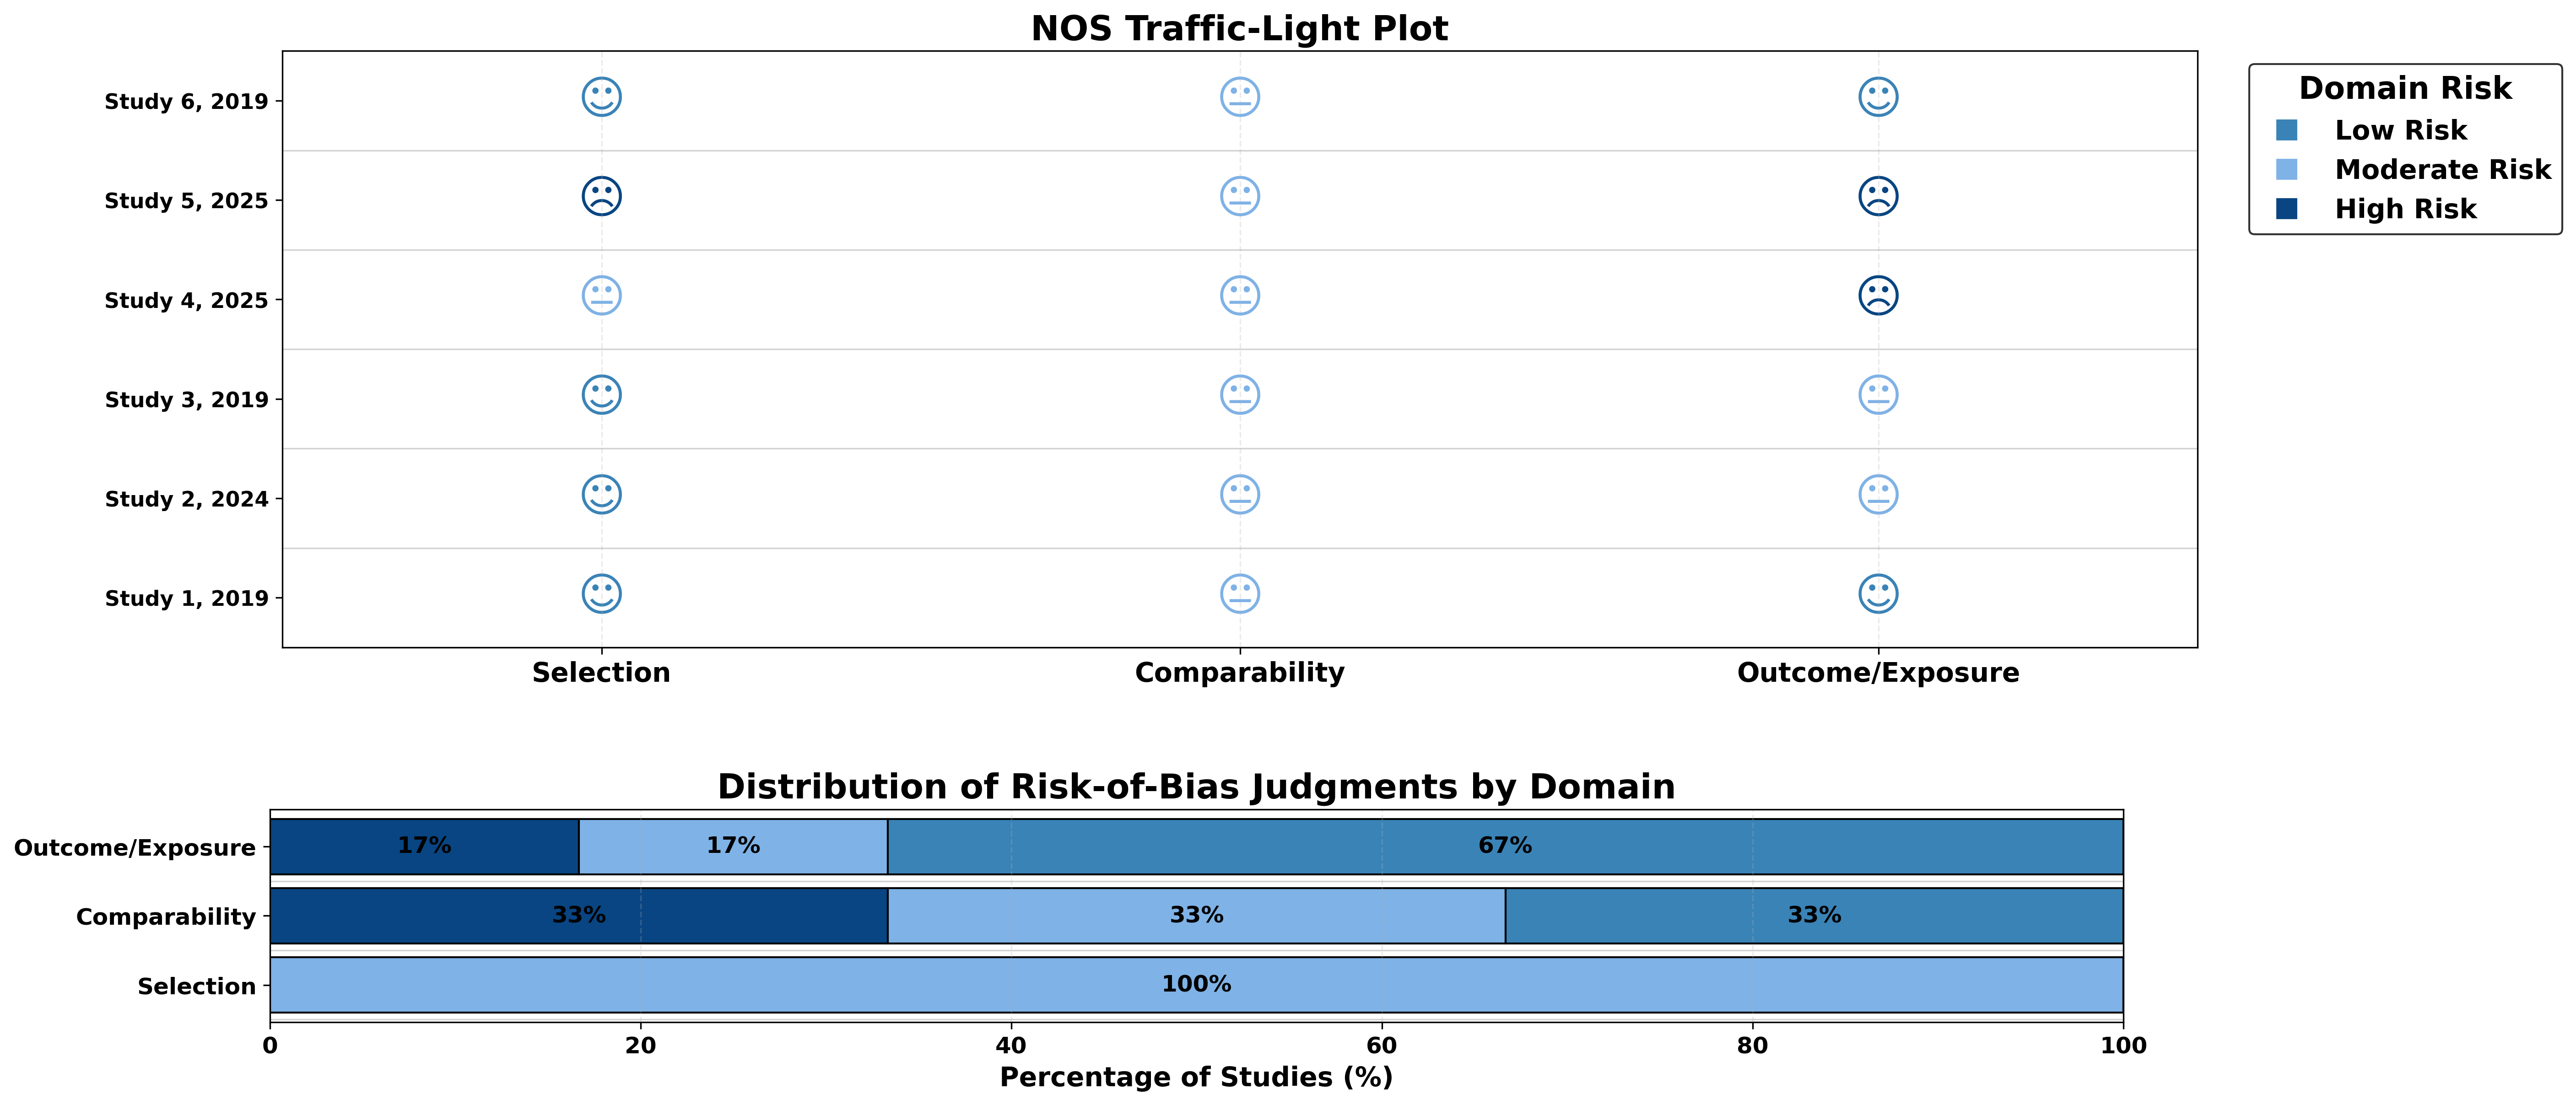 NOS Traffic-Light Plot
Study 6, 2019
Study 5, 2025
Study 4, 2025
Study 3, 2019
Study 2, 2024
Study 1, 2019
Selection Comparability Outcome/Exposure
Domain Risk
Low Risk
Moderate Risk
High Risk
Distribution of Risk-of-Bias Judgments by Domain
Outcome/Exposure 17% 17% 67%
Comparability 33% 33% 33%
Selection 100%
0 20 40 60 80 100
Percentage of Studies (%)